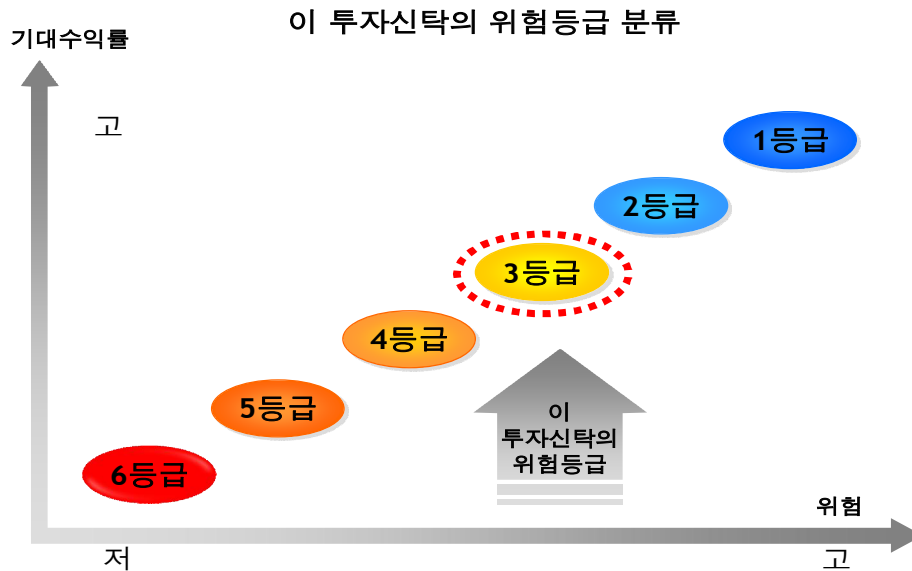 이 투자신탁의 위험등급 분류
기대수익률
고
1등급
2등급
3등급
4등급
5등급
6등급
이
투자신탁의
위험등급
위험
저
고